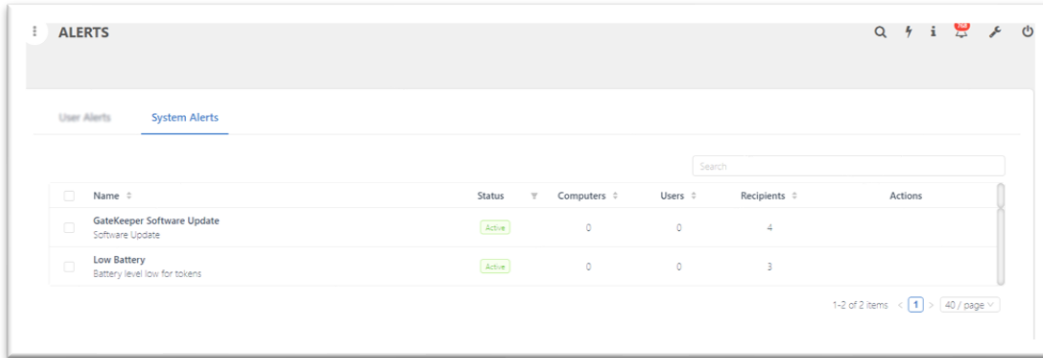 ALERTS
User Alerts System Alerts
Search
Name Status Computers Users Recipients Actions
GateKeeper Software Update
Software Update
Active 0 0 4
Low Battery
Battery level low for tokens
Active 0 0 3
1-2 of 2 items < 1 > 40 / page